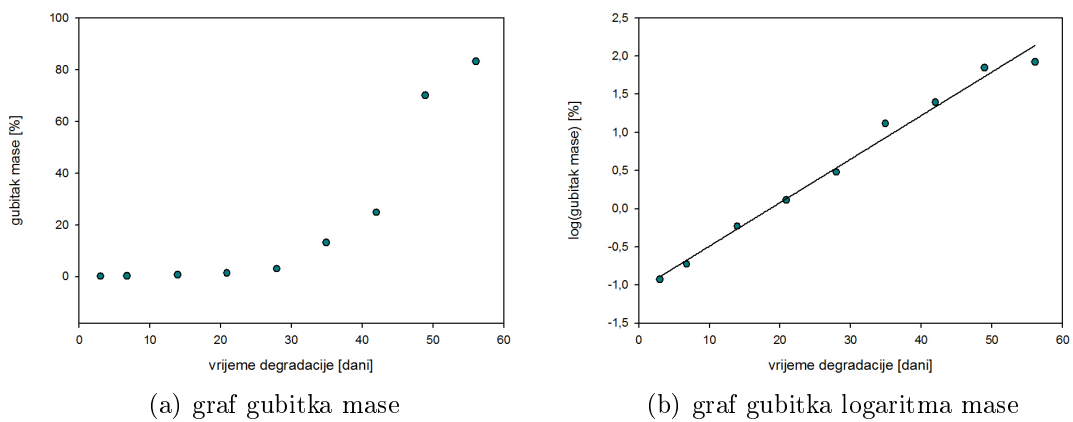 100
80
60
40
20
0
gubitak mase [%]
0 10 20 30 40 50 60
vrijeme degradacije [dani]
(a) graf gubitka mase
2,5
2,0
1,5
1,0
0,5
0,0
-0,5
-1,0
-1,5
log(gubitak mase) [%]
0 10 20 30 40 50 60
vrijeme degradacije [dani]
(b) graf gubitka logaritma mase